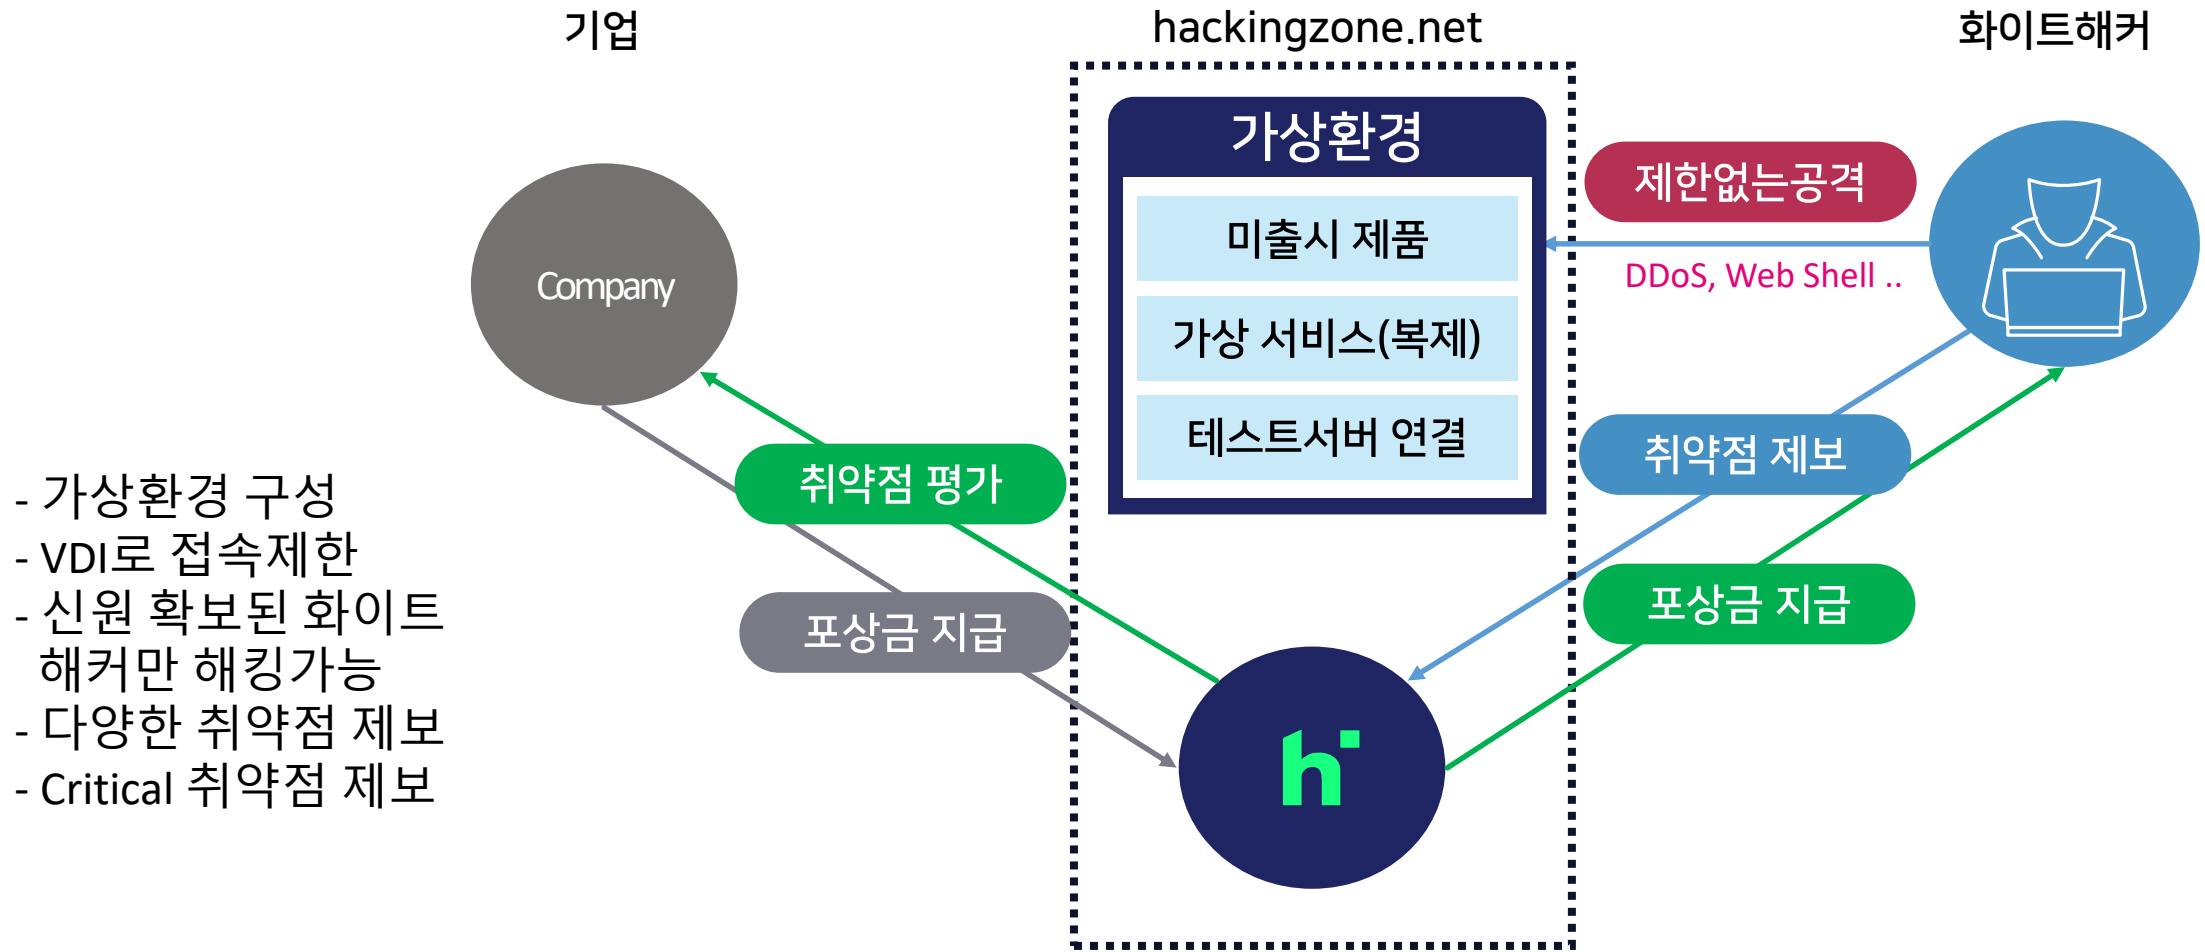 기업
hackingzone.net
화이트해커
가상환경
미출시 제품
가상 서비스(복제)
테스트서버 연결
제한없는공격
DDoS, Web Shell ..
Company
취약점 평가
포상금 지급
취약점 제보
포상금 지급
h
- 가상환경 구성
- VDI로 접속제한
- 신원 확보된 화이트
해커만 해킹가능
- 다양한 취약점 제보
- Critical 취약점 제보